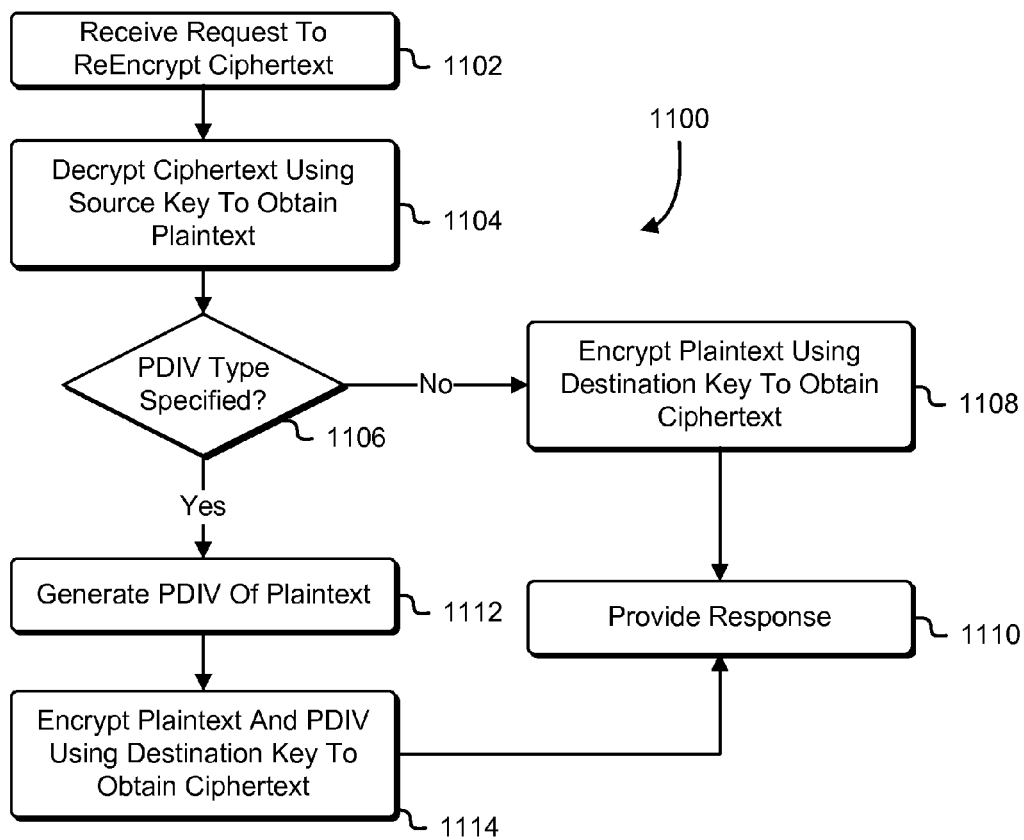 Receive Request To
ReEncrypt Ciphertext
1102
1100
Decrypt Ciphertext Using
Source Key To Obtain
Plaintext
1104
PDIV Type
Specified?
1106
No
Encrypt Plaintext Using
Destination Key To Obtain
Ciphertext
1108
Yes
Generate PDIV Of Plaintext
1112
Provide Response
1110
Encrypt Plaintext And PDIV
Using Destination Key To
Obtain Ciphertext
1114